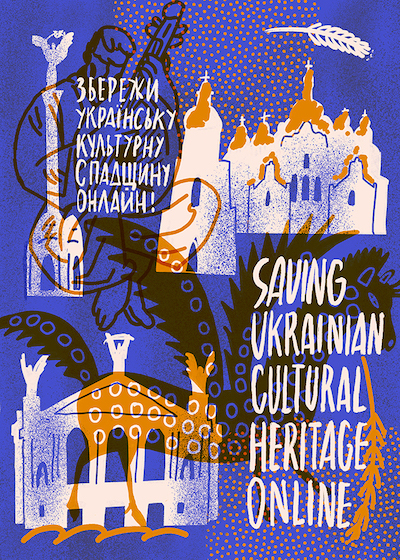 ЗБЕРЕЖИ
УКРАЇНСЬКУ
КУЛЬТУРНУ
СПАДЩИНУ
ОНЛАЙН!
SAVING
UKRAINIAN
CULTURAL
HERITAGE
ONLINE